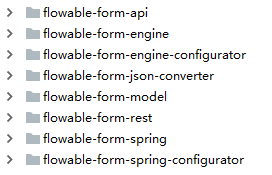 flowable-form-api
flowable-form-engine
flowable-form-engine-configurator
flowable-form-json-converter
flowable-form-model
flowable-form-rest
flowable-form-spring
flowable-form-spring-configurator